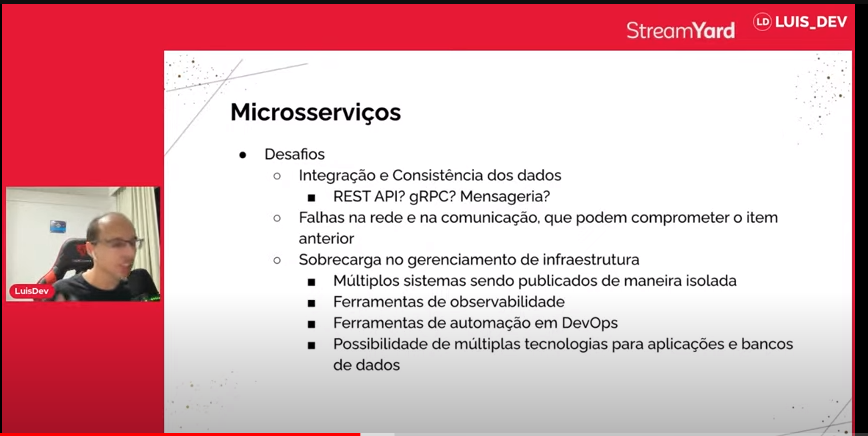 StreamYard
LD LUIS_DEV
Microsserviços
● Desafios
○ Integração e Consistência dos dados
■ REST API? gRPC? Mensageria?
○ Falhas na rede e na comunicação, que podem comprometer o item
anterior
○ Sobrecarga no gerenciamento de infraestrutura
■ Múltiplos sistemas sendo publicados de maneira isolada
■ Ferramentas de observabilidade
■ Ferramentas de automação em DevOps
■ Possibilidade de múltiplas tecnologias para aplicações e bancos
de dados
LuisDev